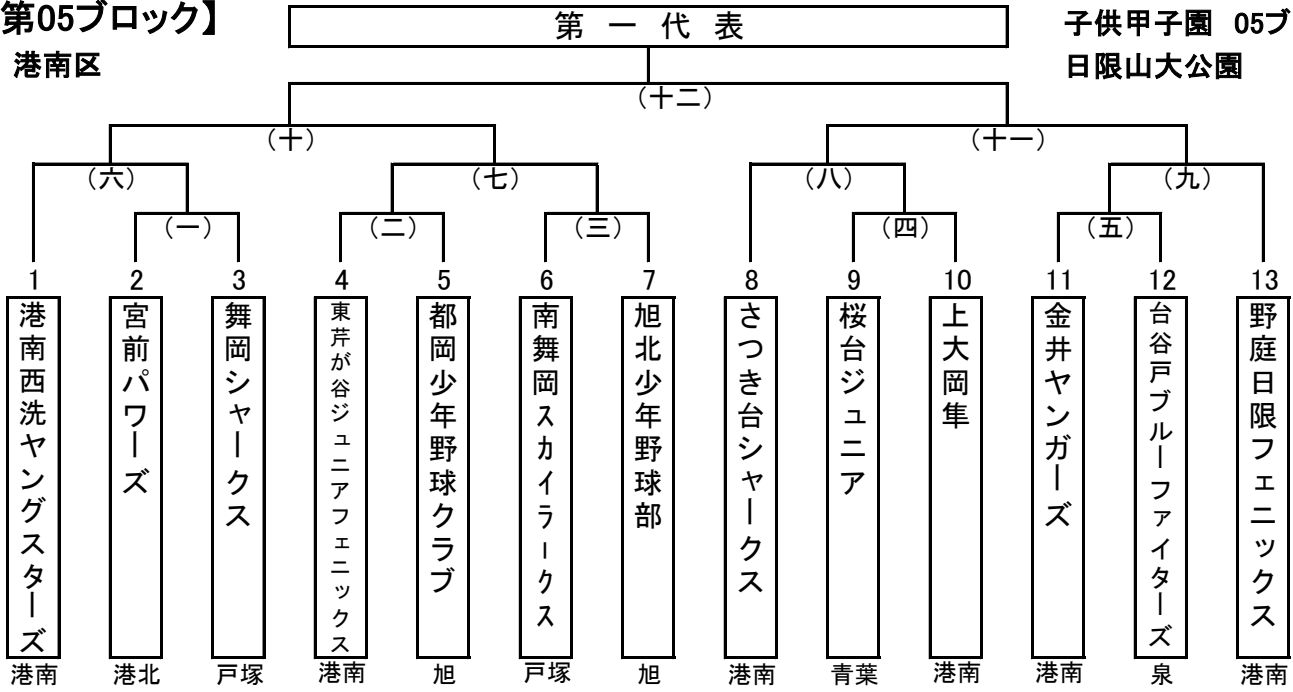 第05ブロック】
港南区
第一代表
子供甲子園 05ブ
日限山大公園
(十二)
(十)
(十一)
(六)
(七)
(八)
(九)
(一)
(二)
(三)
(四)
(五)
1
2
3
4
5
6
7
8
9
10
11
12
13
港南西洗ヤングスターズ
宮前パワーズ
舞岡シャークス
東芹が谷ジュニアフェニックス
都岡少年野球クラブ
南舞岡スカイラークス
旭北少年野球部
さつき台シャークス
桜台ジュニア
上大岡隼
金井ヤンガーズ
台谷戸ブルーファイターズ
野庭日限フェニックス
港南
港北
戸塚
港南
旭
戸塚
旭
港南
青葉
港南
港南
泉
港南